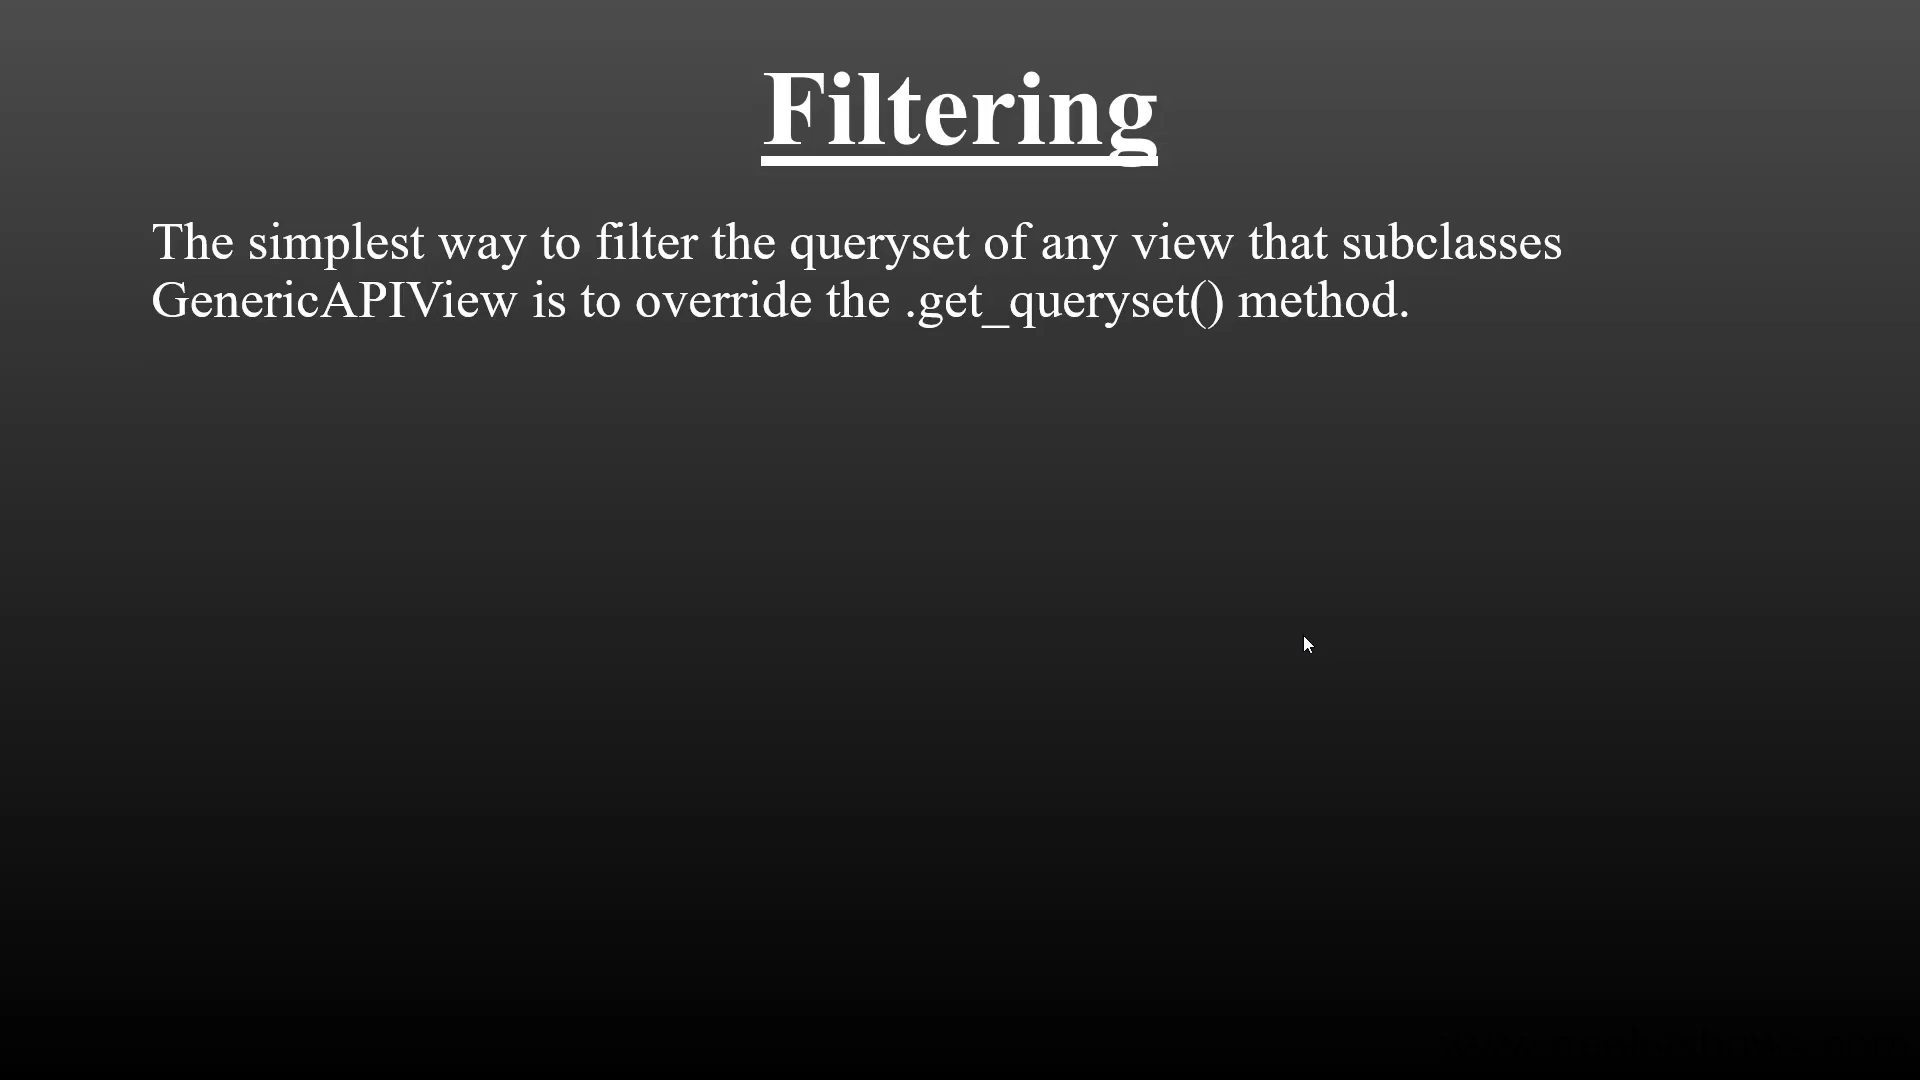 Filtering
The simplest way to filter the queryset of any view that subclasses
GenericAPIView is to override the .get_queryset() method.